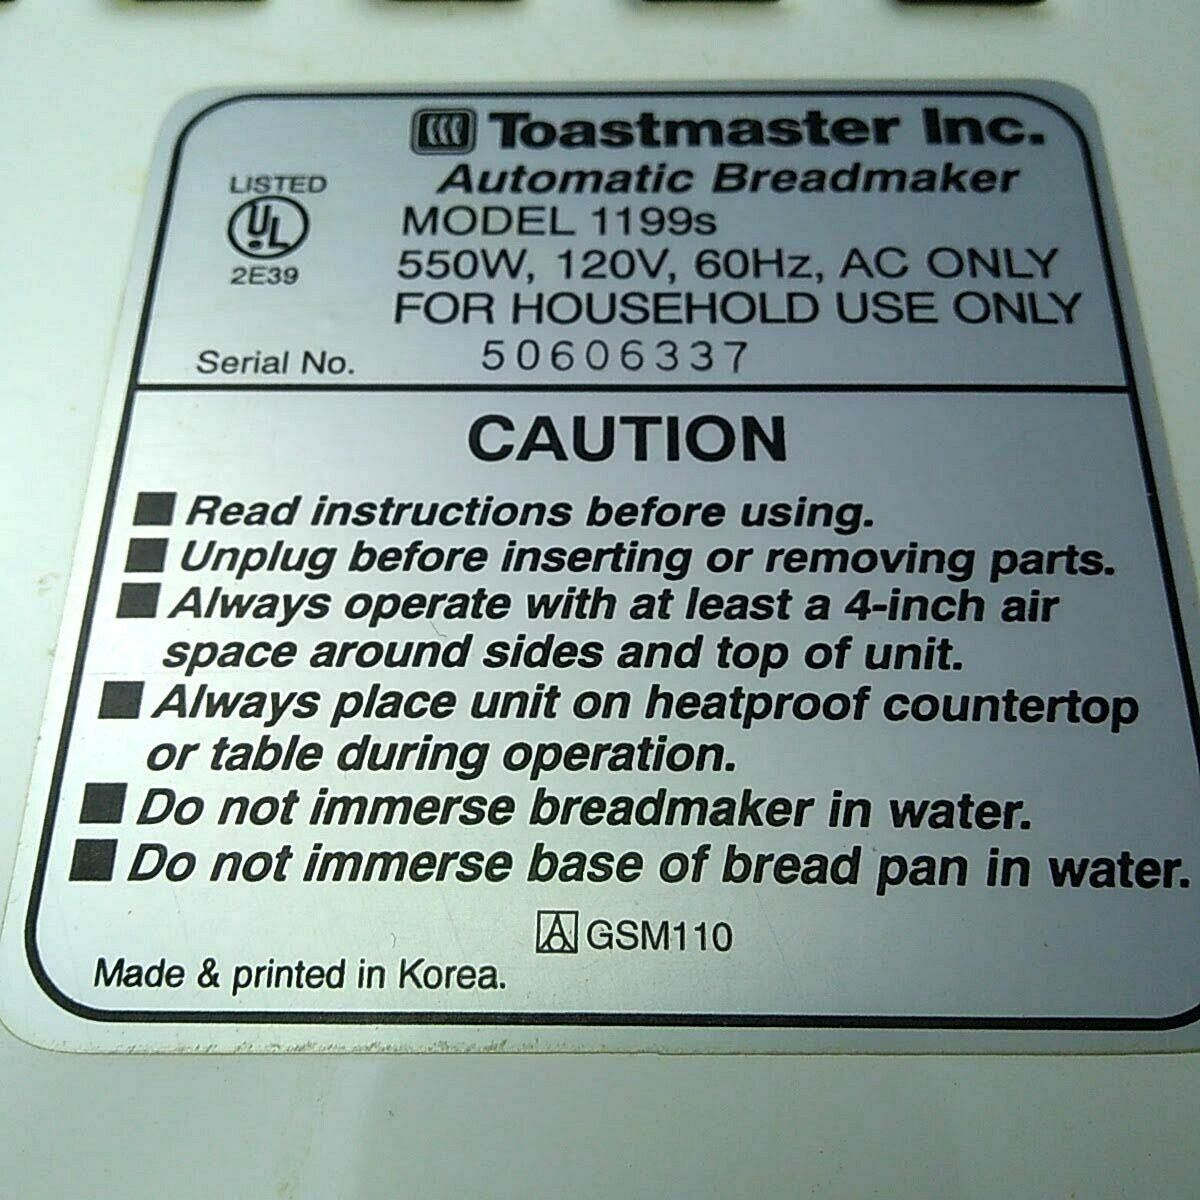 Toastmaster Inc.
Automatic Breadmaker
LISTED
UL
2E39
MODEL 1199s
550W, 120V, 60Hz, AC ONLY
FOR HOUSEHOLD USE ONLY
Serial No. 50606337
CAUTION
■ Read instructions before using.
■ Unplug before inserting or removing parts.
■ Always operate with at least a 4-inch air
space around sides and top of unit.
■ Always place unit on heatproof countertop
or table during operation.
■ Do not immerse breadmaker in water.
■ Do not immerse base of bread pan in water.
GSM110
Made & printed in Korea.